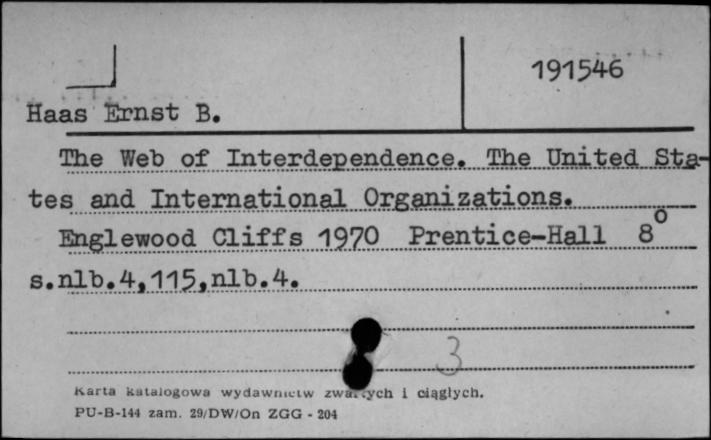 191546
Haas Ernst B.
The Web of Interdependence. The United Sta-
tes and International Organizations.
Englewood Cliffs 1970 Prentice-Hall 8°
s.nlb.4,115,nlb.4.
3
Karta katalogowa wydawnictw zwartych i ciągłych.
PU-B-144 zam. 29/DW/On ZGG - 204